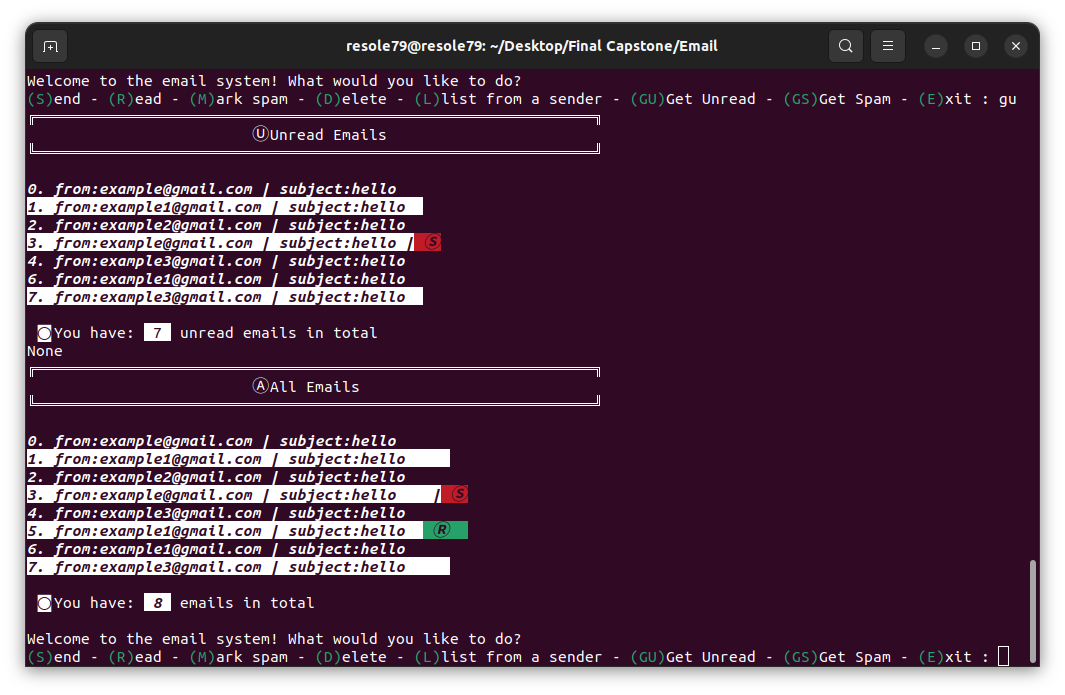 resole79@resole79: ~/Desktop/Final Capstone/Email
Welcome to the email system! What would you like to do?
(S)end - (R)ead - (M)ark spam - (D)elete - (L)list from a sender - (GU)Get Unread - (GS)Get Spam - (E)xit : gu
ⓊUnread Emails
0. from:example@gmail.com | subject:hello
1. from:example1@gmail.com | subject:hello
2. from:example2@gmail.com | subject:hello
3. from:example@gmail.com | subject:hello | Ⓢ
4. from:example3@gmail.com | subject:hello
6. from:example1@gmail.com | subject:hello
7. from:example3@gmail.com | subject:hello
◙You have: 7 unread emails in total
None
ⒶAll Emails
0. from:example@gmail.com | subject:hello
1. from:example1@gmail.com | subject:hello
2. from:example2@gmail.com | subject:hello
3. from:example@gmail.com | subject:hello | Ⓢ
4. from:example3@gmail.com | subject:hello
5. from:example1@gmail.com | subject:hello Ⓡ
6. from:example1@gmail.com | subject:hello
7. from:example3@gmail.com | subject:hello
◙You have: 8 emails in total
Welcome to the email system! What would you like to do?
(S)end - (R)ead - (M)ark spam - (D)elete - (L)list from a sender - (GU)Get Unread - (GS)Get Spam - (E)xit :